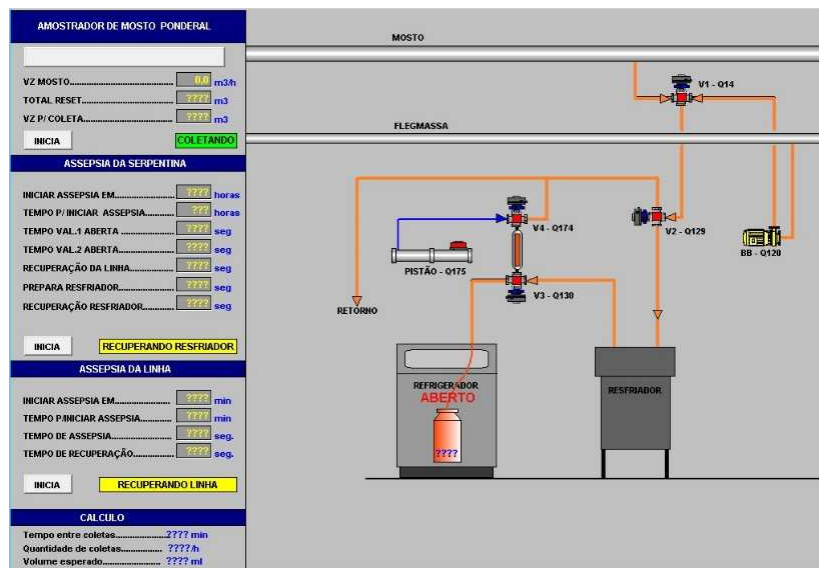 AMOSTRADOR DE MOSTO PONDERAL
VZ MOSTO.......................... 0,0 m3/h
TOTAL RESET...................... ???? m3
VZ P/ COLETA...................... ???? m3
INICIA COLETANDO
ASSEPSIA DA SERPENTINA
INICIAR ASSEPSIA EM................. ???? horas
TEMPO P/ INICIAR ASSEPSIA.......... ??? horas
TEMPO VAL.1 ABERTA ................ ???? seg
TEMPO VAL.2 ABERTA................. ???? seg
RECUPERAÇÃO DA LINHA............. ???? seg
PREPARA RESFRIADOR............... ???? seg
RECUPERAÇÃO RESFRIADOR......... ???? seg
INICIA RECUPERANDO RESFRIADOR
ASSEPSIA DA LINHA
INICIAR ASSEPSIA EM................. ???? min
TEMPO P/INICIAR ASSEPSIA.......... ???? min
TEMPO DE ASSEPSIA................. ???? seg.
TEMPO DE RECUPERAÇÃO............ ???? seg.
INICIA RECUPERANDO LINHA
CALCULO
Tempo entre coletas..................???? min
Quantidade de coletas.............. ????/h
Volume esperado..................... ???? ml
MOSTO
V1 - Q14
FLEGMASSA
V4 - Q174
V2 - Q129
BB - Q120
PISTÃO - Q175
V3 - Q130
RETORNO
REFRIGERADOR
ABERTO
????
RESFRIADOR